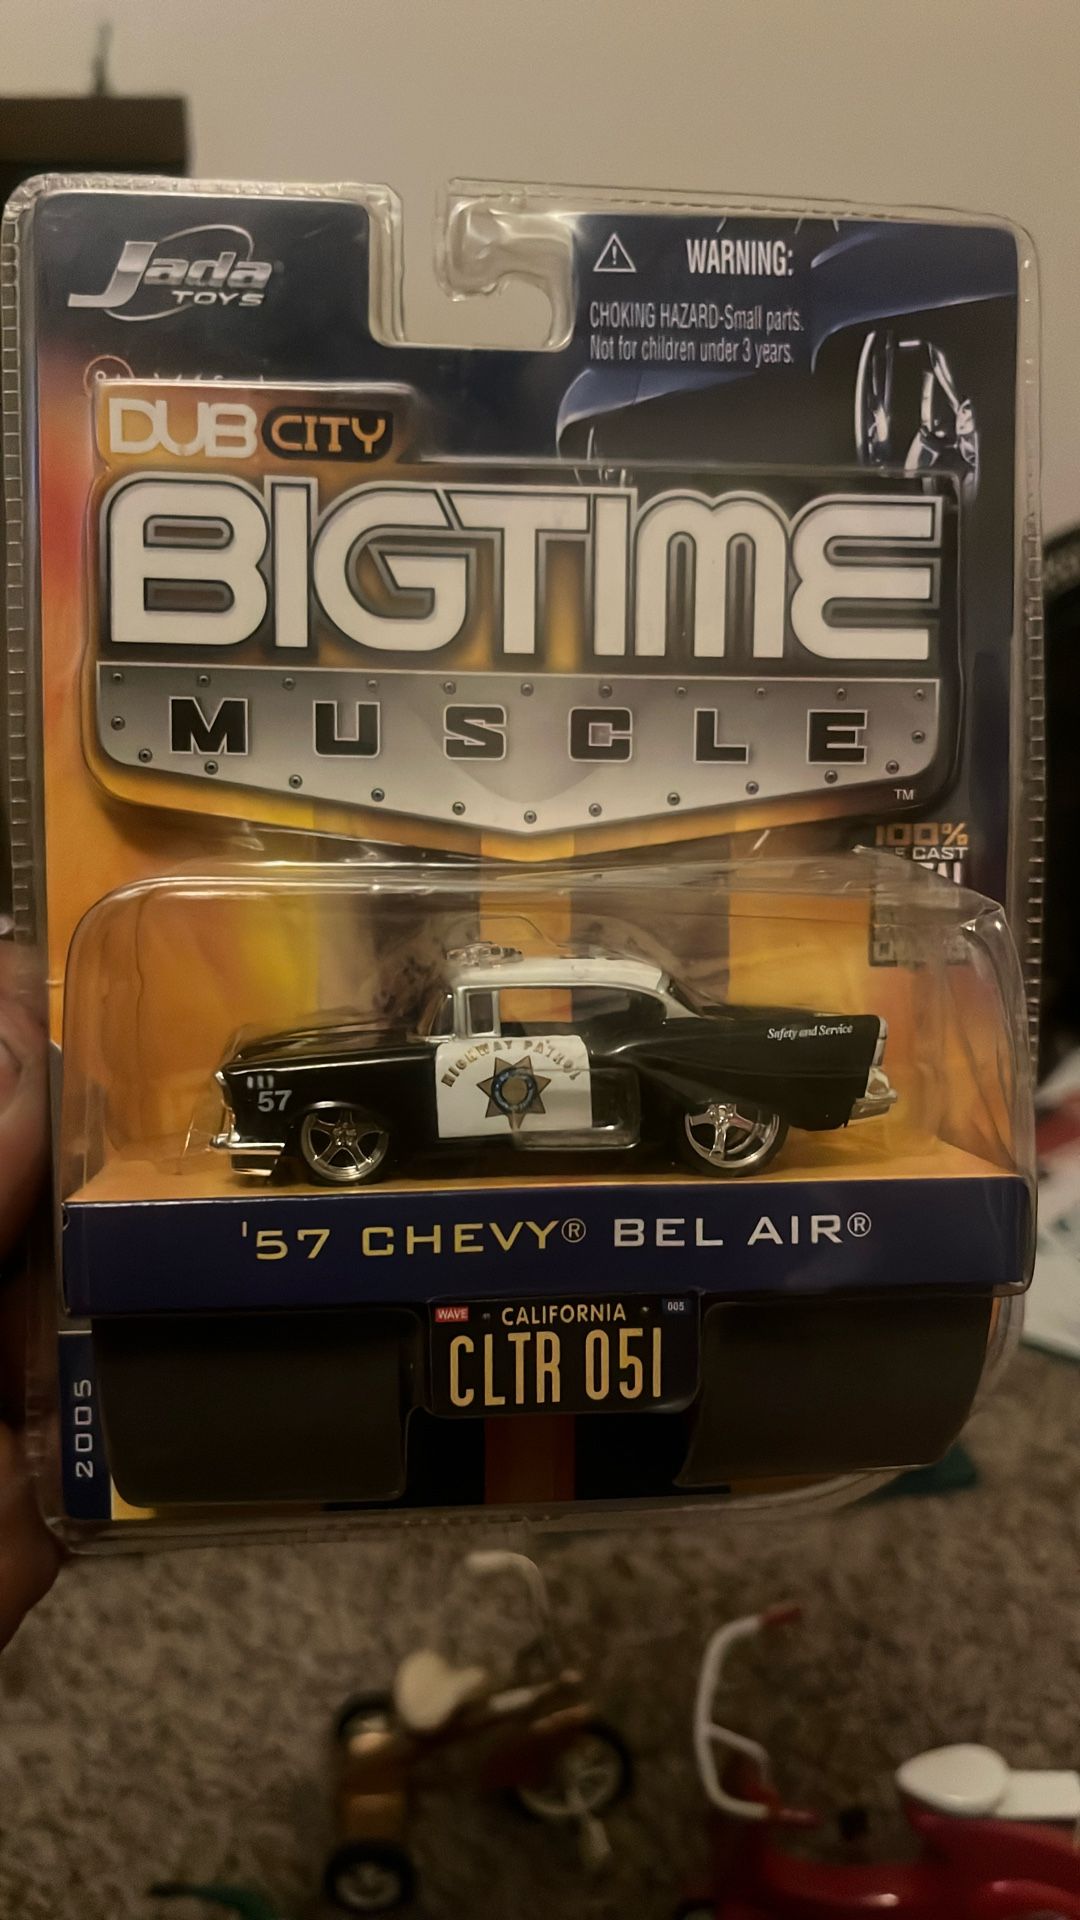 Jada
TOYS
WARNING:
CHOKING HAZARD-Small parts.
Not for children under 3 years.
DUB CITY
BIGTIME
MUSCLE
TM
100%
CAST
Safety and Service
HIGHWAY PATROL
57
'57 CHEVY® BEL AIR®
WAVE CALIFORNIA 005
CLTR 051
2005